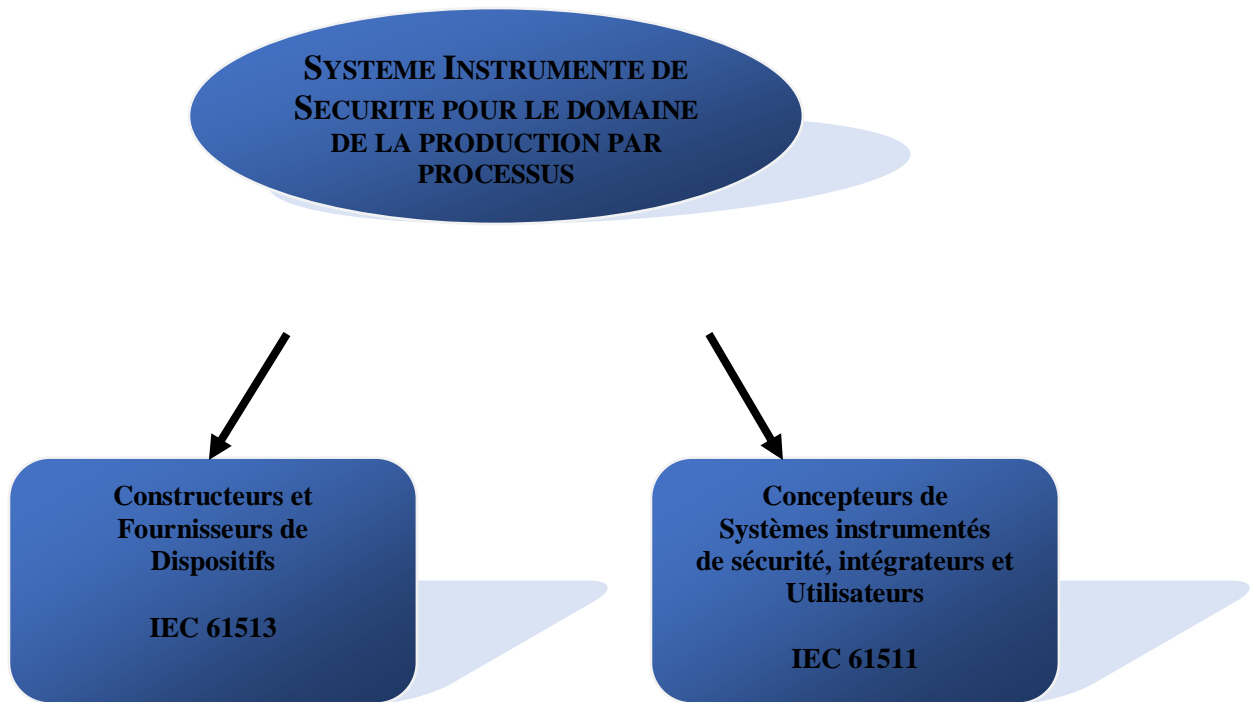 SYSTEME INSTRUMENTE DE
SECURITE POUR LE DOMAINE
DE LA PRODUCTION PAR
PROCESSUS
Constructeurs et
Fournisseurs de
Dispositifs
IEC 61513
Concepteurs de
Systèmes instrumentés
de sécurité, intégrateurs et
Utilisateurs
IEC 61511